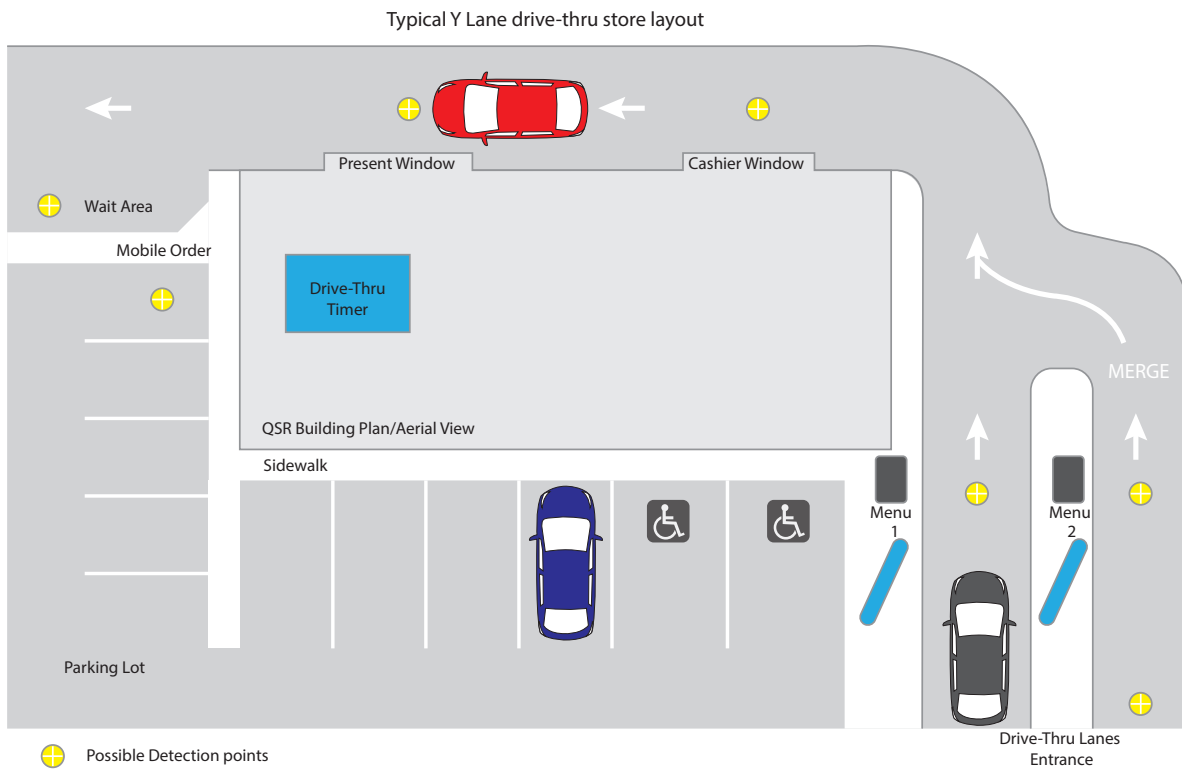 Typical Y Lane drive-thru store layout
Present Window
Cashier Window
Wait Area
Mobile Order
Drive-Thru
Timer
MERGE
QSR Building Plan/Aerial View
Sidewalk
Menu
1
Menu
2
Parking Lot
Drive-Thru Lanes
Entrance
Possible Detection points